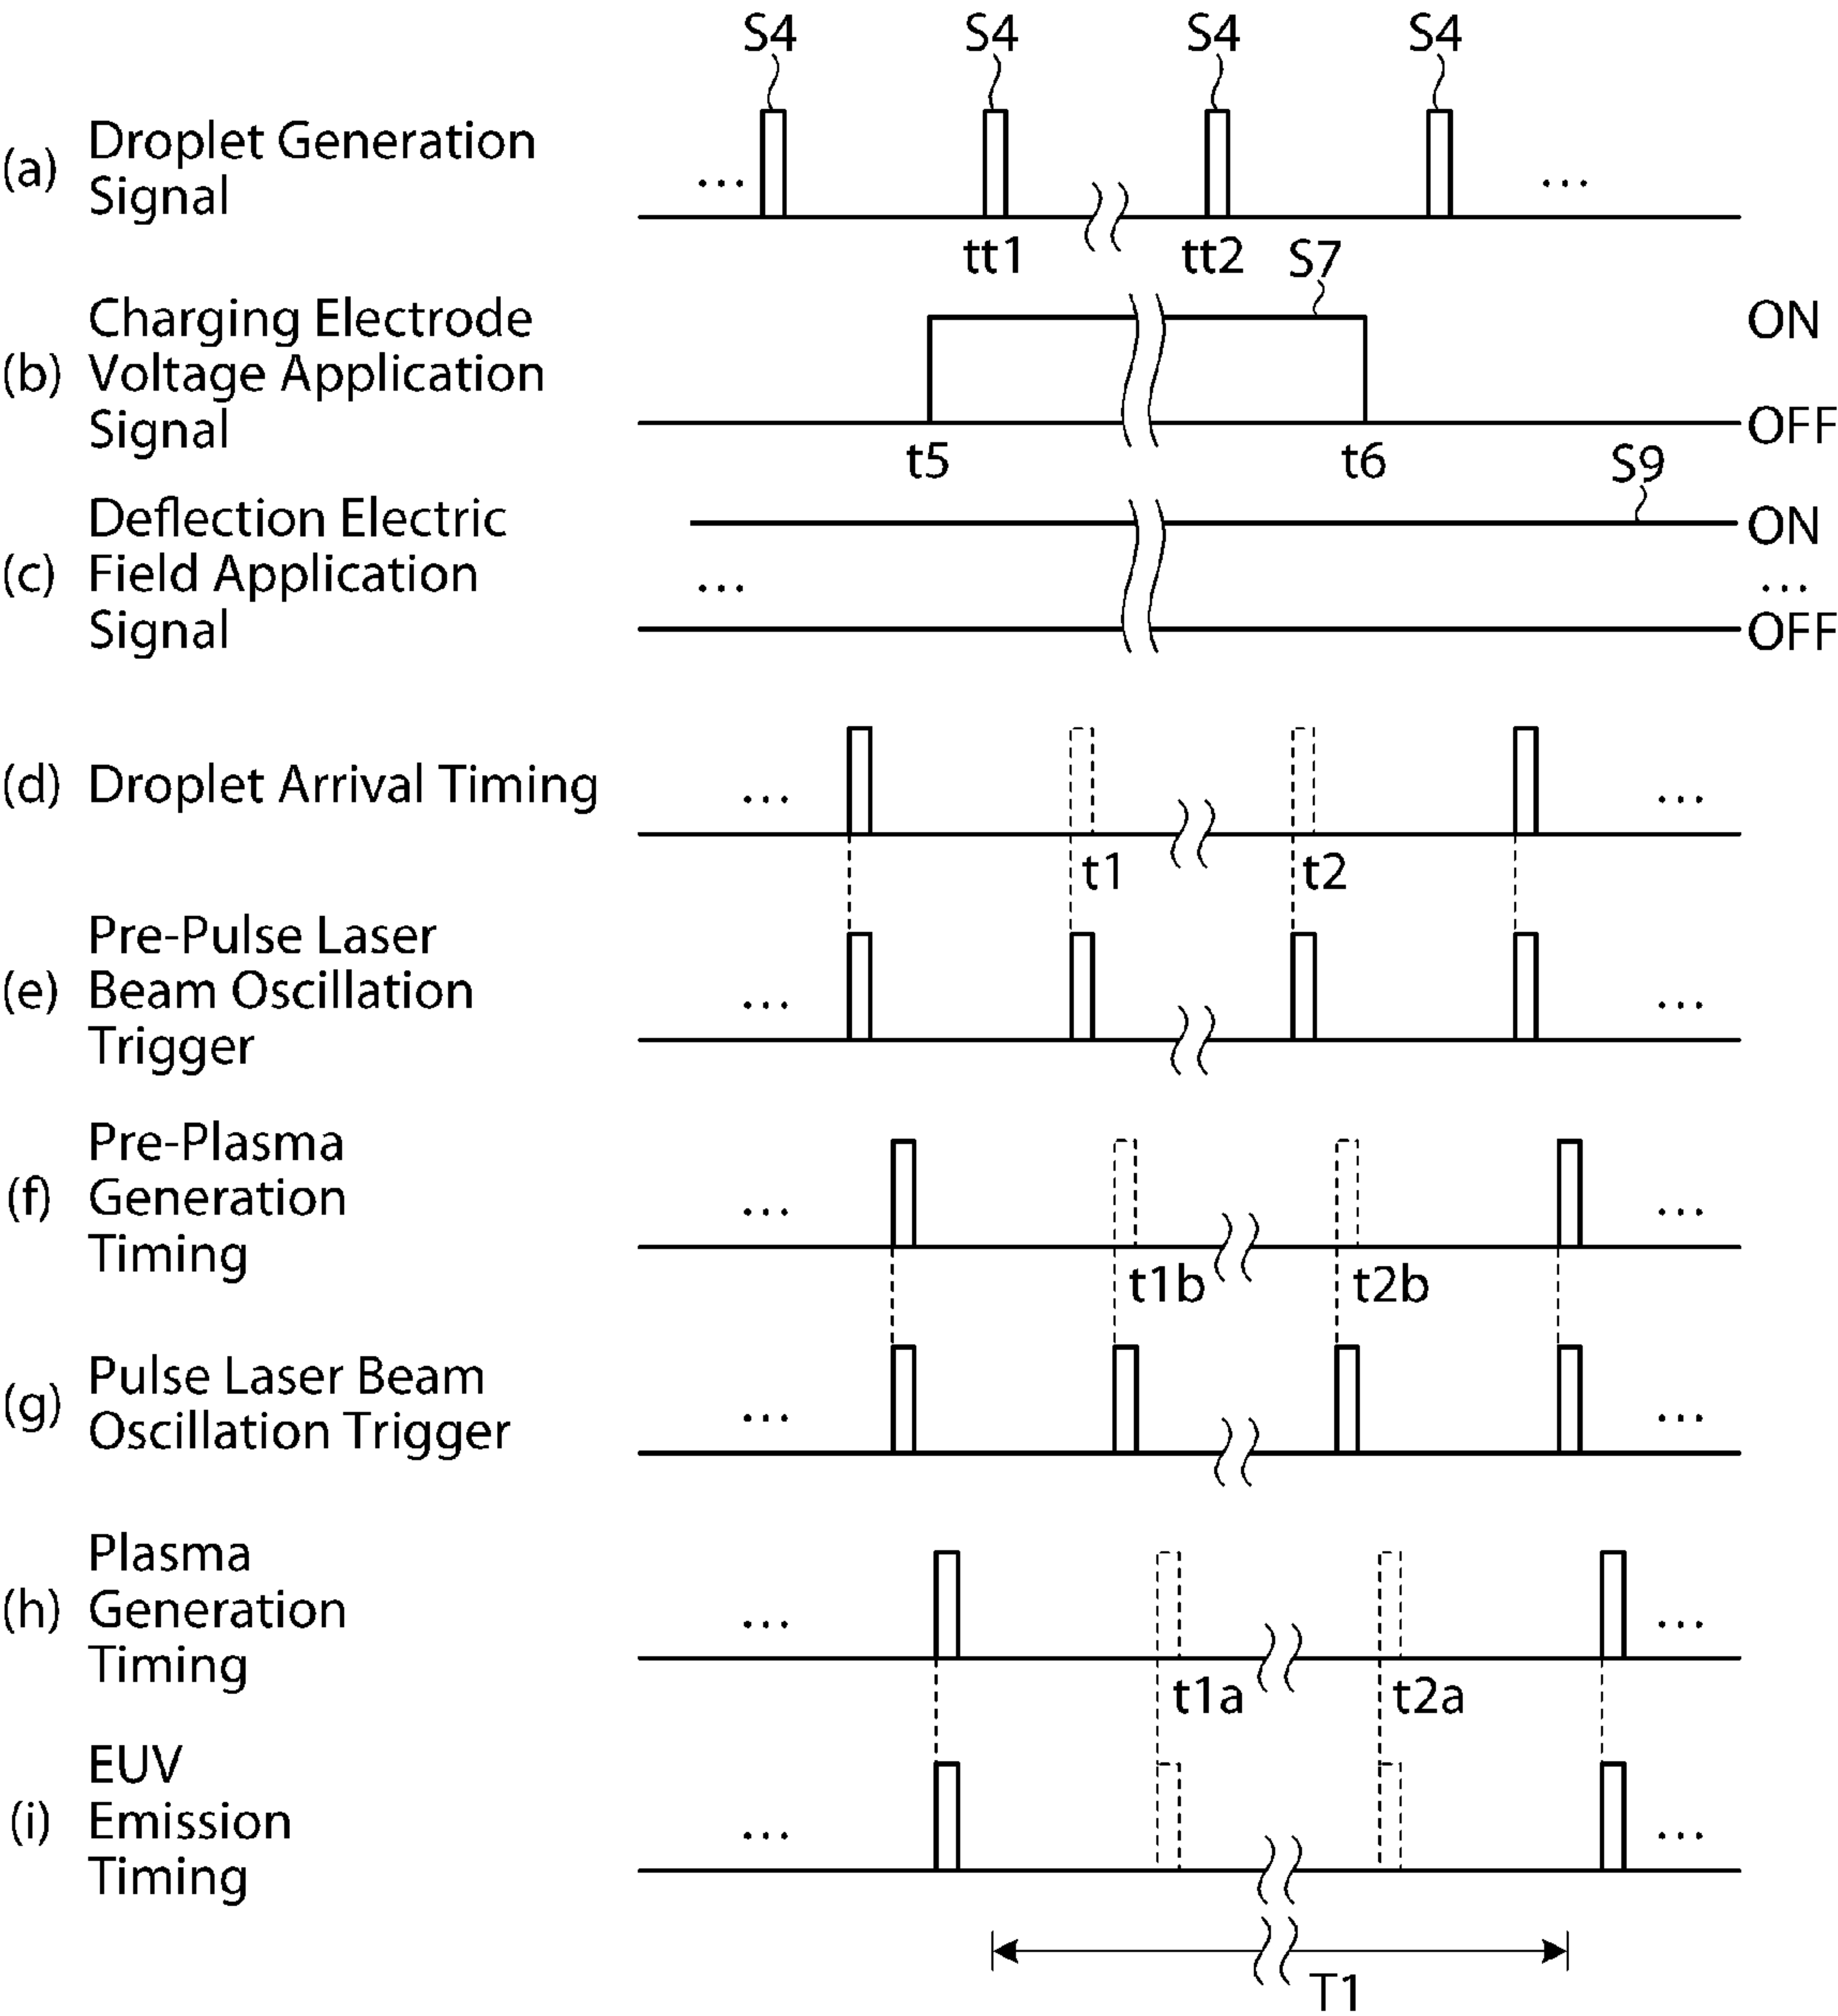 S4 S4 S4 S4
(a) Droplet Generation
Signal
... ...
tt1 tt2 S7
Charging Electrode
(b) Voltage Application
Signal
ON
OFF
t5 t6 S9
Deflection Electric
(c) Field Application
Signal
ON
... ...
OFF
(d) Droplet Arrival Timing
... ...
t1 t2
Pre-Pulse Laser
(e) Beam Oscillation
Trigger
... ...
Pre-Plasma
(f) Generation
Timing
... ...
t1b t2b
(g) Pulse Laser Beam
Oscillation Trigger
... ...
Plasma
(h) Generation
Timing
... ...
t1a t2a
EUV
(i) Emission
Timing
... ...
T1